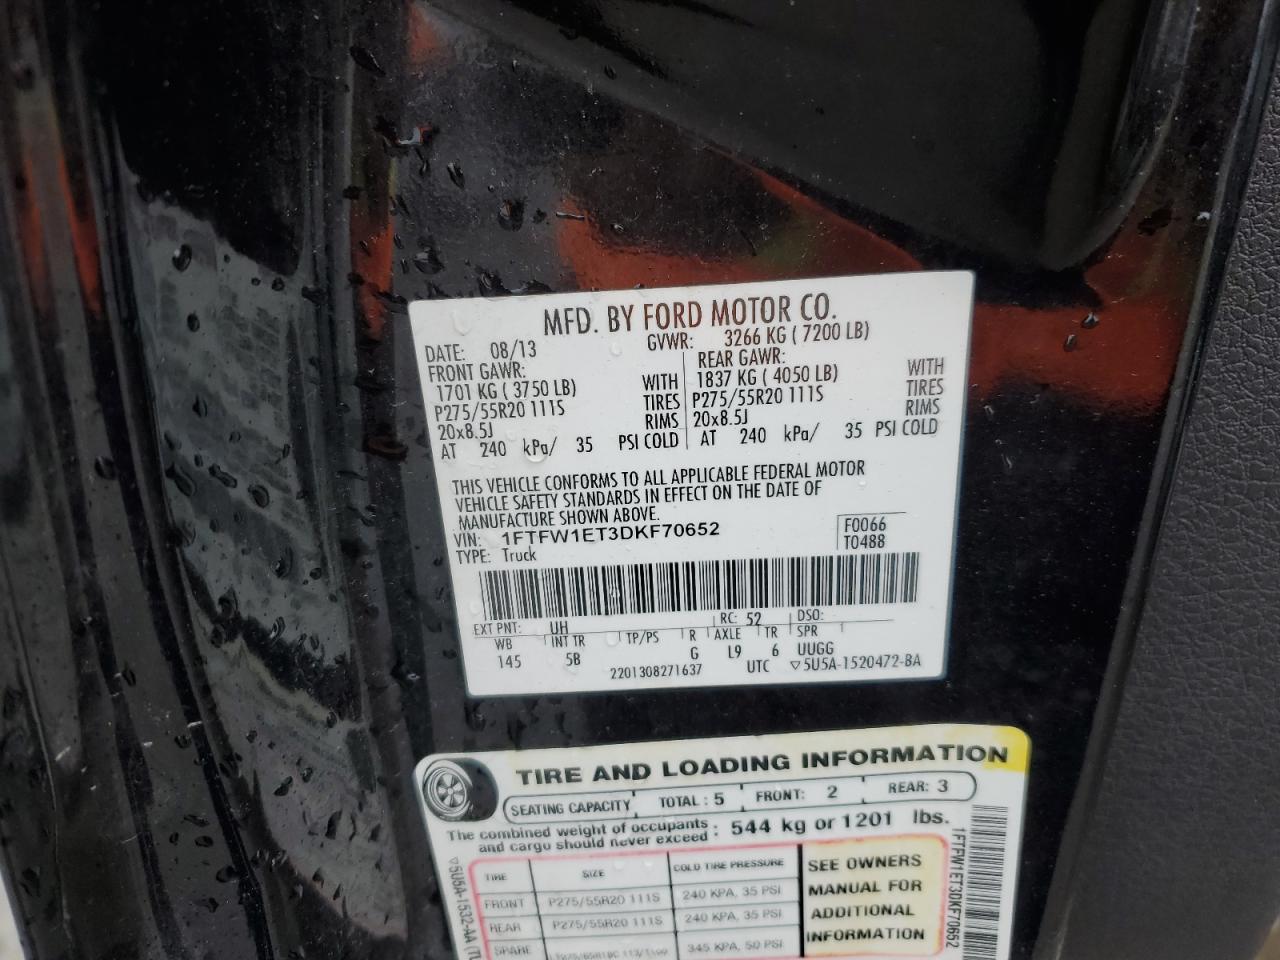 MFD. BY FORD MOTOR CO.
DATE: 08/13 GVWR: 3266 KG ( 7200 LB)
FRONT GAWR: REAR GAWR:
1701 KG ( 3750 LB) WITH 1837 KG ( 4050 LB) WITH
P275/55R20 111S TIRES P275/55R20 111S TIRES
20x8.5J RIMS 20x8.5J RIMS
AT 240 kPa/ 35 PSI COLD AT 240 kPa/ 35 PSI COLD
THIS VEHICLE CONFORMS TO ALL APPLICABLE FEDERAL MOTOR
VEHICLE SAFETY STANDARDS IN EFFECT ON THE DATE OF
MANUFACTURE SHOWN ABOVE.
VIN: 1FTFW1ET3DKF70652 F0066
TYPE: Truck T0488
EXT PNT: UH RC: 52 DSO:
WB INT TR TP/PS R AXLE TR SPR
145 5B G L9 6 UUGG
2201308271637 UTC ▽5U5A-1520472-BA
TIRE AND LOADING INFORMATION
SEATING CAPACITY TOTAL : 5 FRONT: 2 REAR: 3
The combined weight of occupants
and cargo should never exceed : 544 kg or 1201 lbs.
TIRE SIZE COLD TIRE PRESSURE
FRONT P275/55R20 111S 240 KPA, 35 PSI
REAR P275/55R20 111S 240 KPA, 35 PSI
SPARE 345 KPA, 50 PSI
SEE OWNERS
MANUAL FOR
ADDITIONAL
INFORMATION
1FTFW1ET3DKF70652
▽5U5A-1532-AA